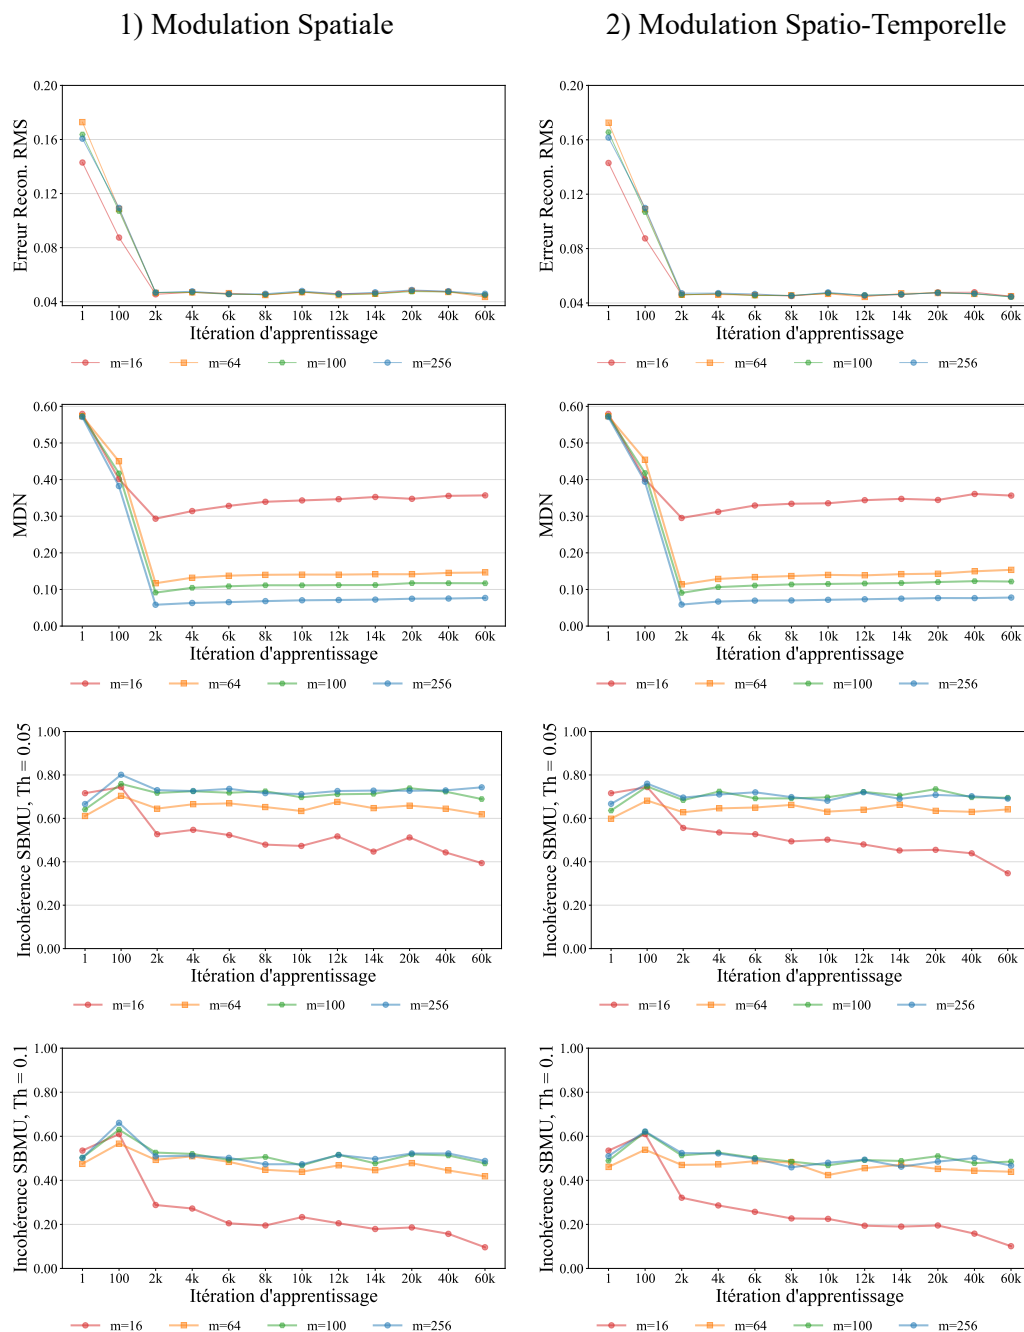 1) Modulation Spatiale
2) Modulation Spatio-Temporelle
Erreur Recon. RMS
0.20
0.16
0.12
0.08
0.04
1 100 2k 4k 6k 8k 10k 12k 14k 20k 40k 60k
Itération d'apprentissage
m=16 m=64 m=100 m=256
Erreur Recon. RMS
0.20
0.16
0.12
0.08
0.04
1 100 2k 4k 6k 8k 10k 12k 14k 20k 40k 60k
Itération d'apprentissage
m=16 m=64 m=100 m=256
MDN
0.60
0.50
0.40
0.30
0.20
0.10
0.00
1 100 2k 4k 6k 8k 10k 12k 14k 20k 40k 60k
Itération d'apprentissage
m=16 m=64 m=100 m=256
MDN
0.60
0.50
0.40
0.30
0.20
0.10
0.00
1 100 2k 4k 6k 8k 10k 12k 14k 20k 40k 60k
Itération d'apprentissage
m=16 m=64 m=100 m=256
Incohérence SBMU, Th = 0.05
1.00
0.80
0.60
0.40
0.20
0.00
1 100 2k 4k 6k 8k 10k 12k 14k 20k 40k 60k
Itération d'apprentissage
m=16 m=64 m=100 m=256
Incohérence SBMU, Th = 0.05
1.00
0.80
0.60
0.40
0.20
0.00
1 100 2k 4k 6k 8k 10k 12k 14k 20k 40k 60k
Itération d'apprentissage
m=16 m=64 m=100 m=256
Incohérence SBMU, Th = 0.1
1.00
0.80
0.60
0.40
0.20
0.00
1 100 2k 4k 6k 8k 10k 12k 14k 20k 40k 60k
Itération d'apprentissage
m=16 m=64 m=100 m=256
Incohérence SBMU, Th = 0.1
1.00
0.80
0.60
0.40
0.20
0.00
1 100 2k 4k 6k 8k 10k 12k 14k 20k 40k 60k
Itération d'apprentissage
m=16 m=64 m=100 m=256